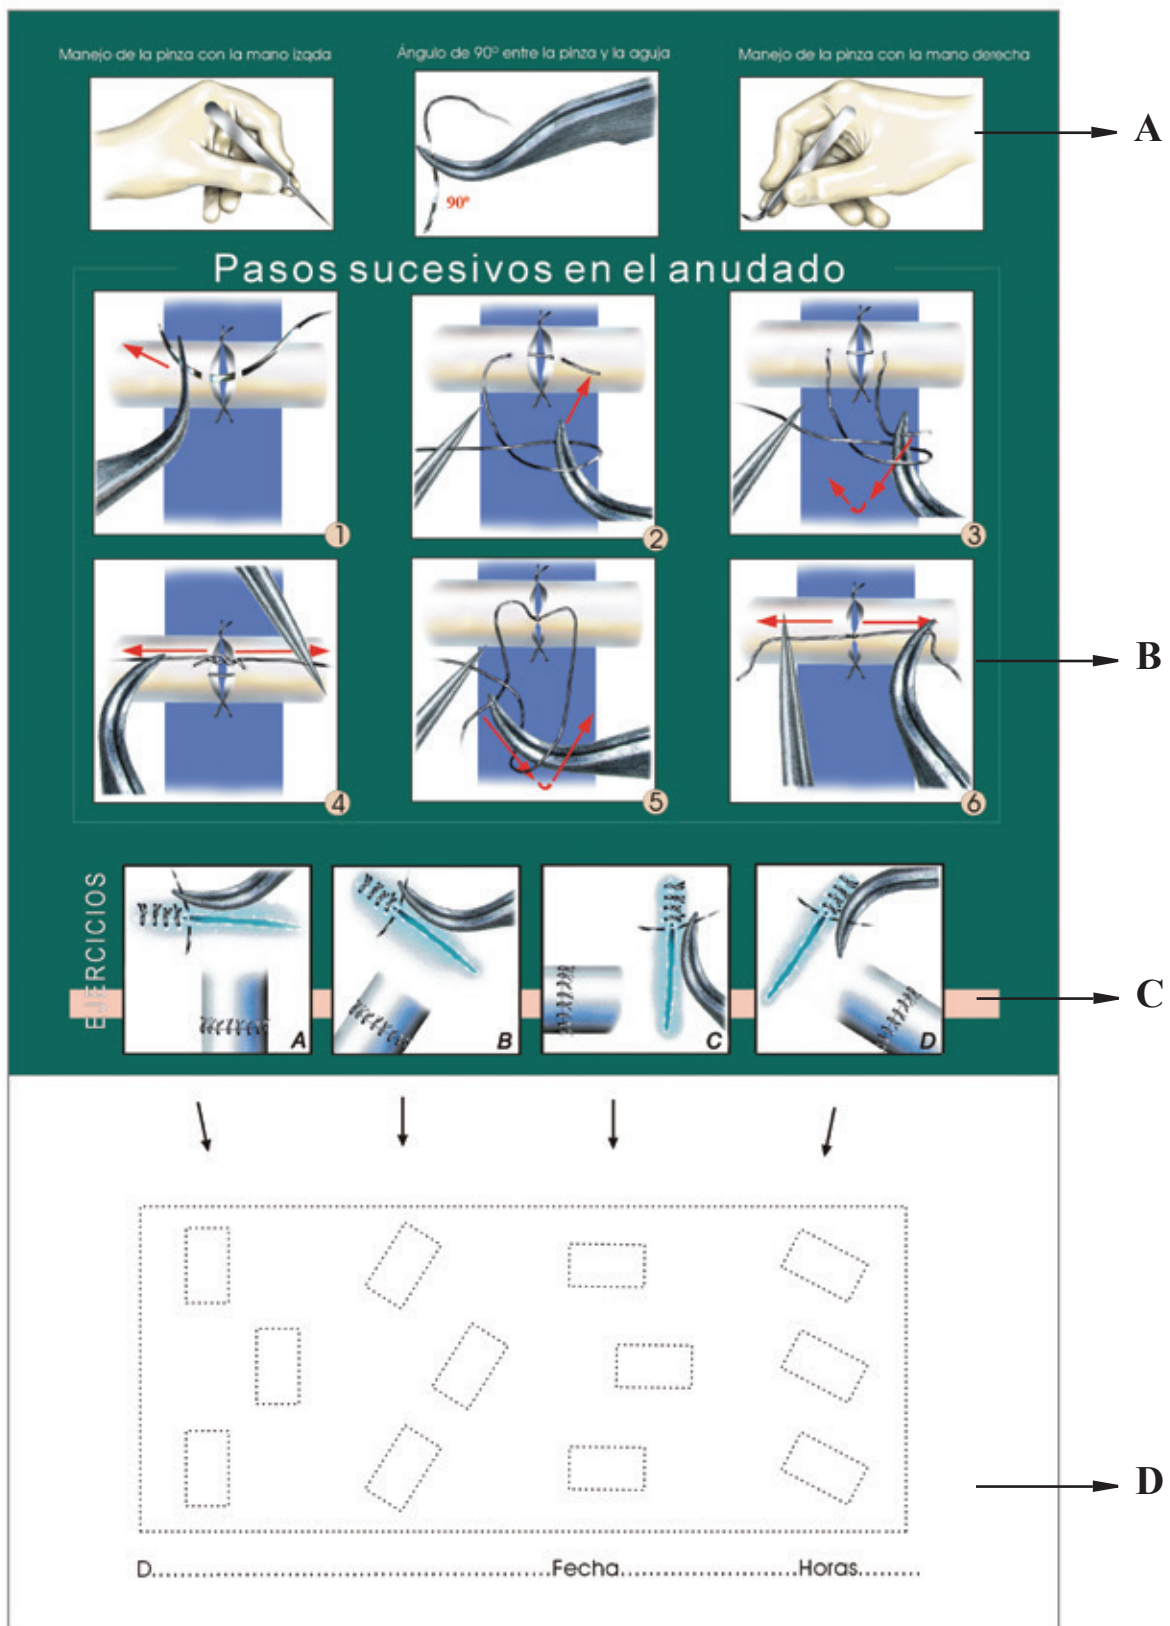 Manejo de la pinza con la mano izqda
Ángulo de 90º entre la pinza y la aguja
Manejo de la pinza con la mano derecha
A
90º
Pasos sucesivos en el anudado
1
2
3
4
5
6
B
EJERCICIOS
A
B
C
D
C
D
D.......................................................Fecha........................Horas........